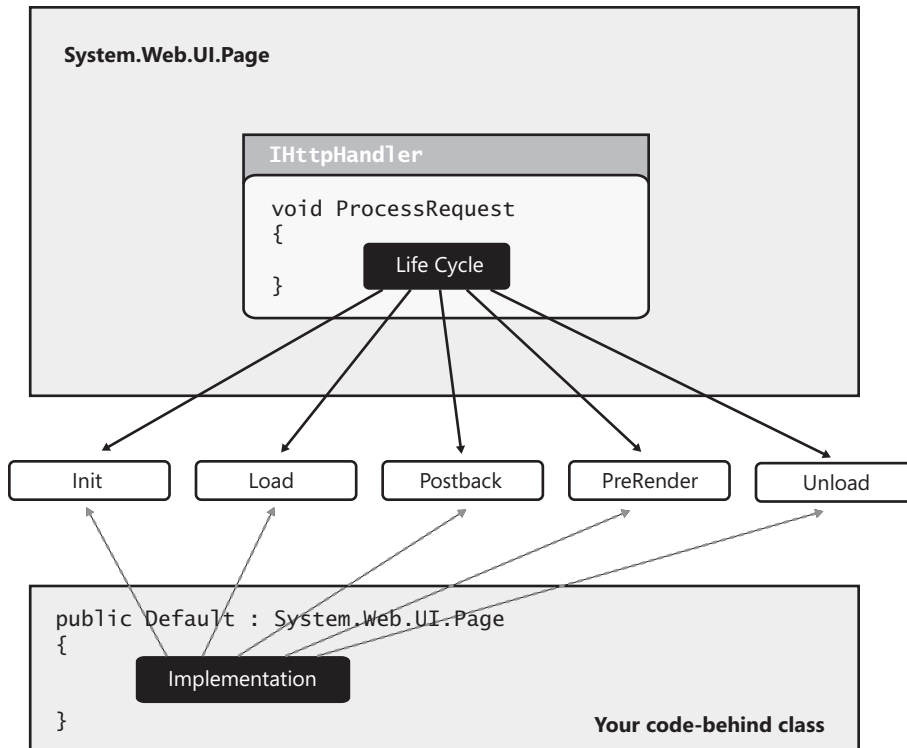 System.Web.UI.Page
IHttpHandler
void ProcessRequest
{
Life Cycle
}
Init
Load
Postback
PreRender
Unload
public Default : System.Web.UI.Page
{
Implementation
}
Your code-behind class